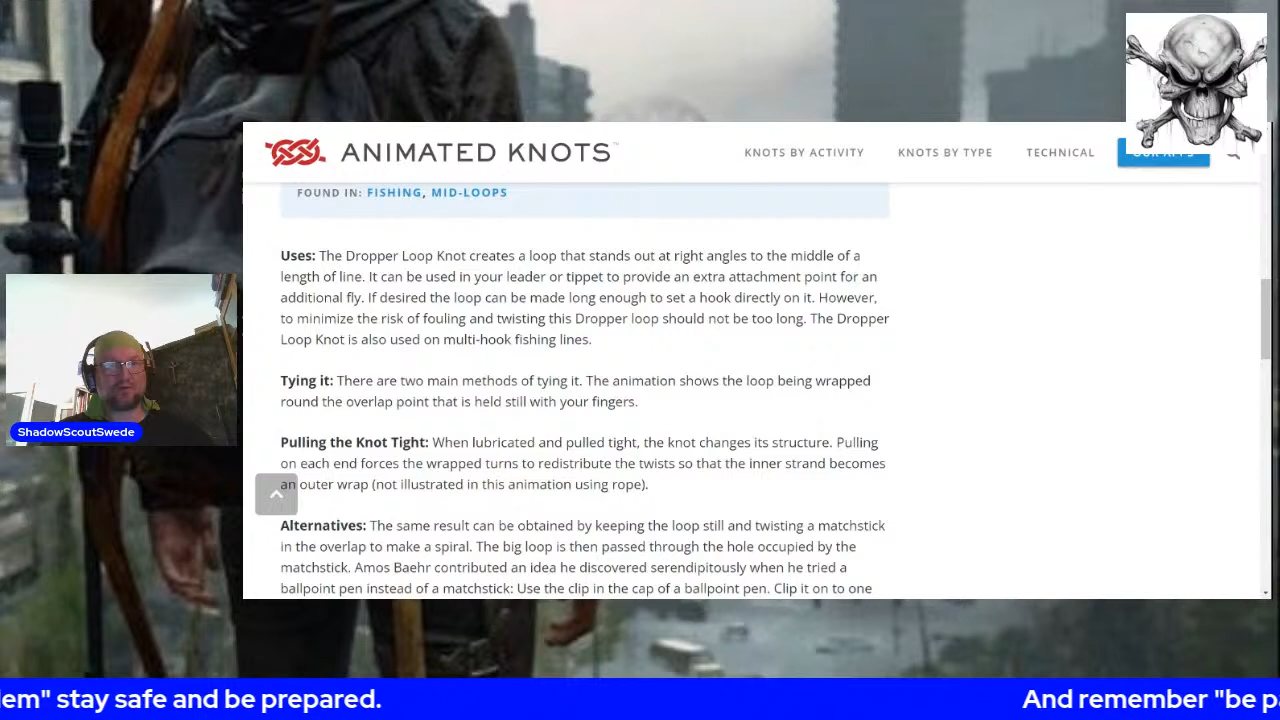 ANIMATED KNOTS™
KNOTS BY ACTIVITY
KNOTS BY TYPE
TECHNICAL
OUR APPS
FOUND IN: FISHING, MID-LOOPS
Uses: The Dropper Loop Knot creates a loop that stands out at right angles to the middle of a
length of line. It can be used in your leader or tippet to provide an extra attachment point for an
additional fly. If desired the loop can be made long enough to set a hook directly on it. However,
to minimize the risk of fouling and twisting this Dropper loop should not be too long. The Dropper
Loop Knot is also used on multi-hook fishing lines.
Tying it: There are two main methods of tying it. The animation shows the loop being wrapped
round the overlap point that is held still with your fingers.
Pulling the Knot Tight: When lubricated and pulled tight, the knot changes its structure. Pulling
on each end forces the wrapped turns to redistribute the twists so that the inner strand becomes
an outer wrap (not illustrated in this animation using rope).
Alternatives: The same result can be obtained by keeping the loop still and twisting a matchstick
in the overlap to make a spiral. The big loop is then passed through the hole occupied by the
matchstick. Amos Baehr contributed an idea he discovered serendipitously when he tried a
ballpoint pen instead of a matchstick: Use the clip in the cap of a ballpoint pen. Clip it on to one
ShadowScoutSwede
lem" stay safe and be prepared.
And remember "be pa